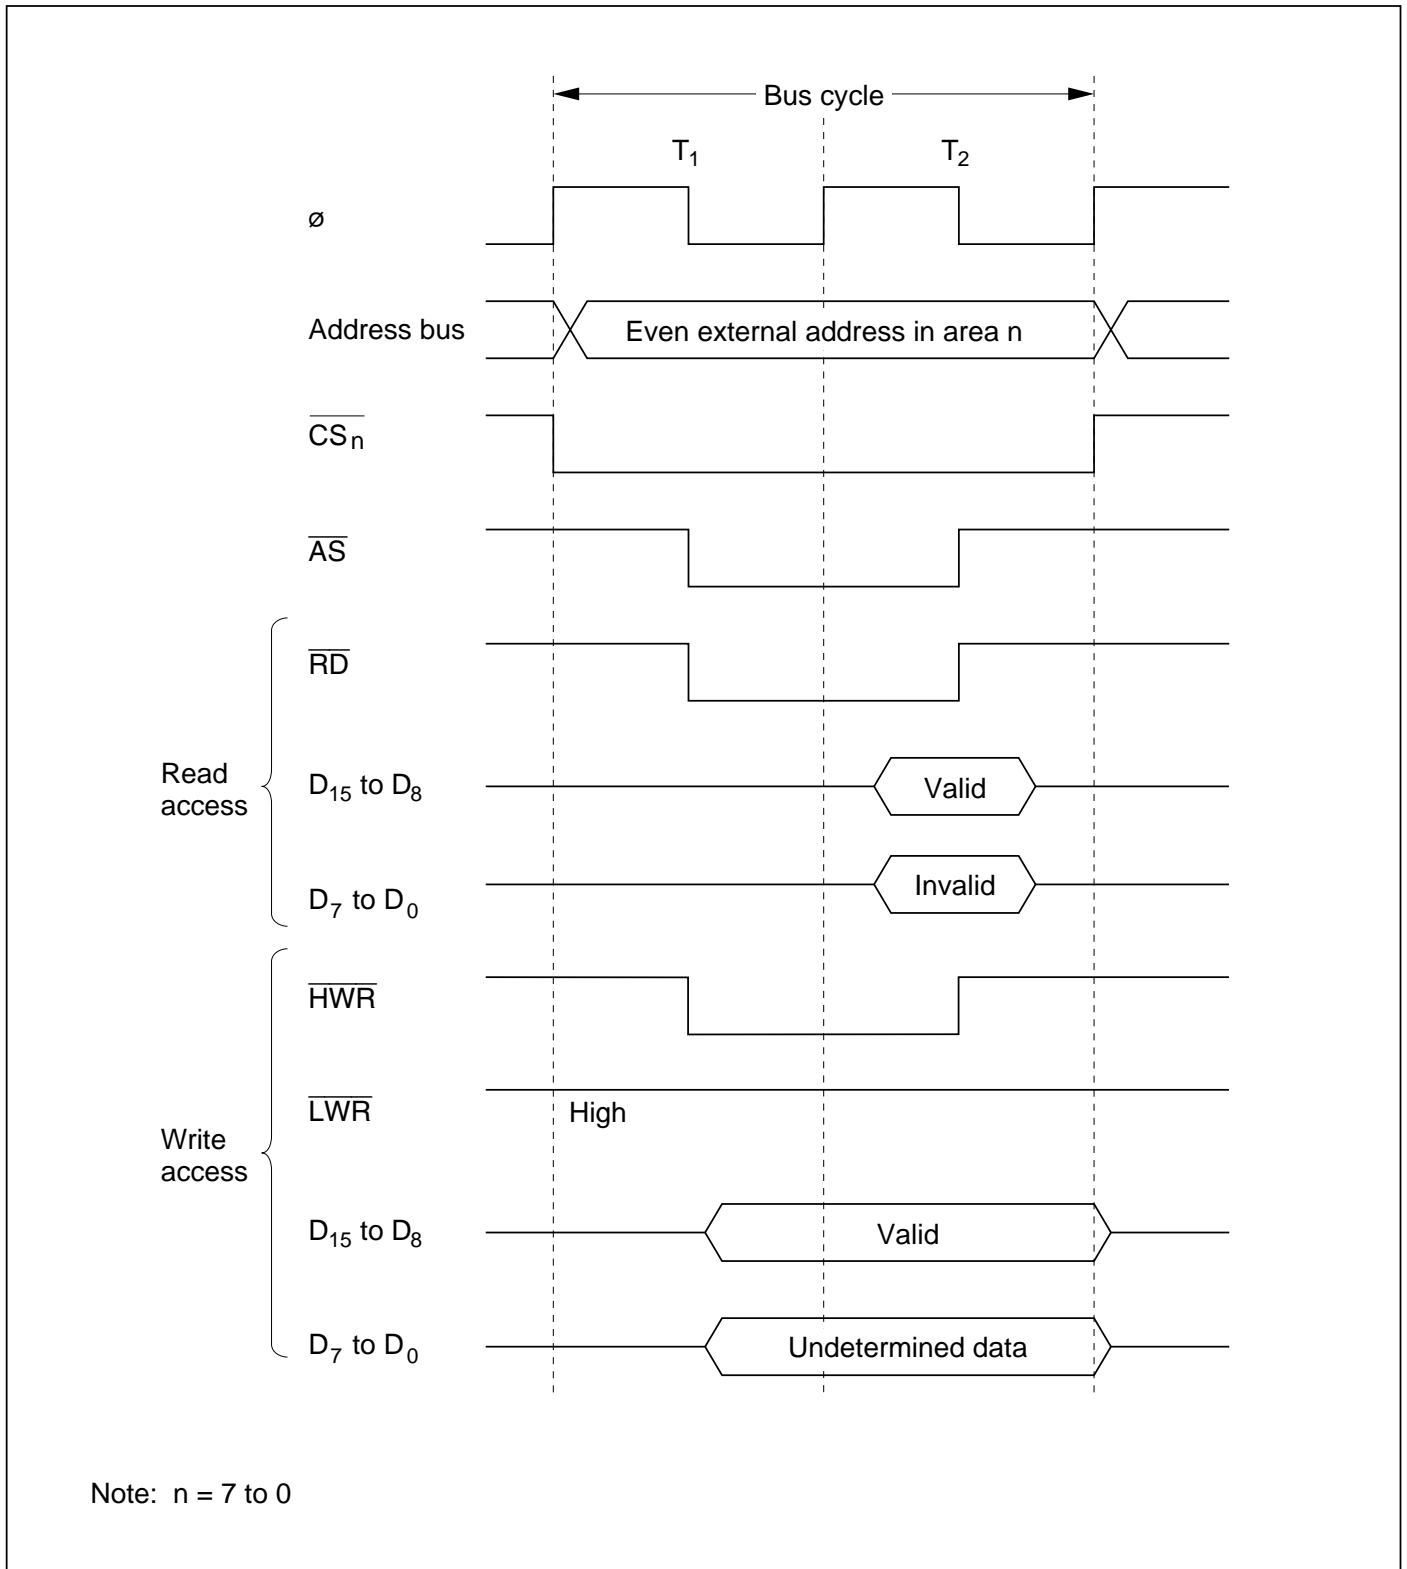 Bus cycle
T1 T2
ø
Address bus Even external address in area n
CSn
AS
RD
Read access
D15 to D8 Valid
D7 to D0 Invalid
HWR
LWR High
Write access
D15 to D8 Valid
D7 to D0 Undetermined data
Note: n = 7 to 0